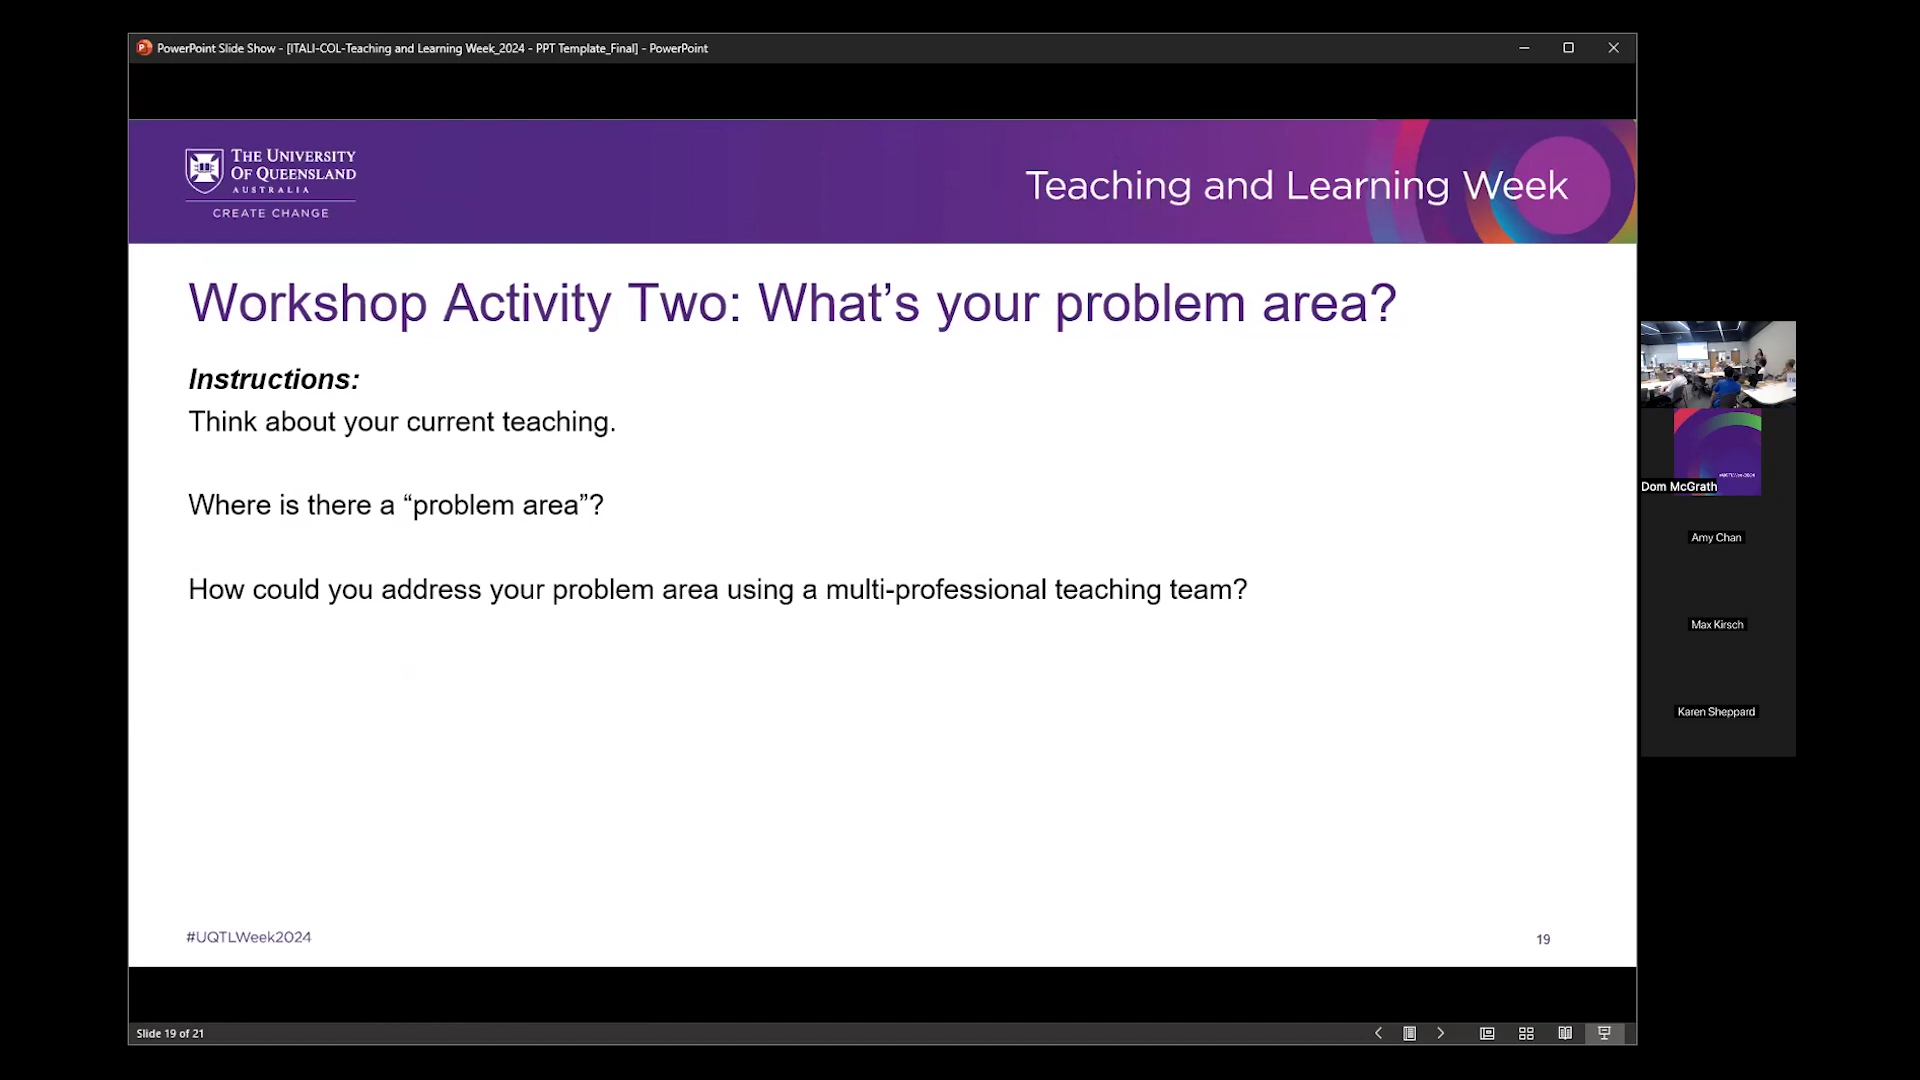 PowerPoint Slide Show - [ITALI-COL-Teaching and Learning Week_2024 - PPT Template_Final] - PowerPoint
THE UNIVERSITY
OF QUEENSLAND
AUSTRALIA
CREATE CHANGE
Teaching and Learning Week
Workshop Activity Two: What’s your problem area?
Instructions:
Think about your current teaching.
Where is there a “problem area”?
How could you address your problem area using a multi-professional teaching team?
#UQTLWeek2024
19
Slide 19 of 21
Dom McGrath
Amy Chan
Max Kirsch
Karen Sheppard